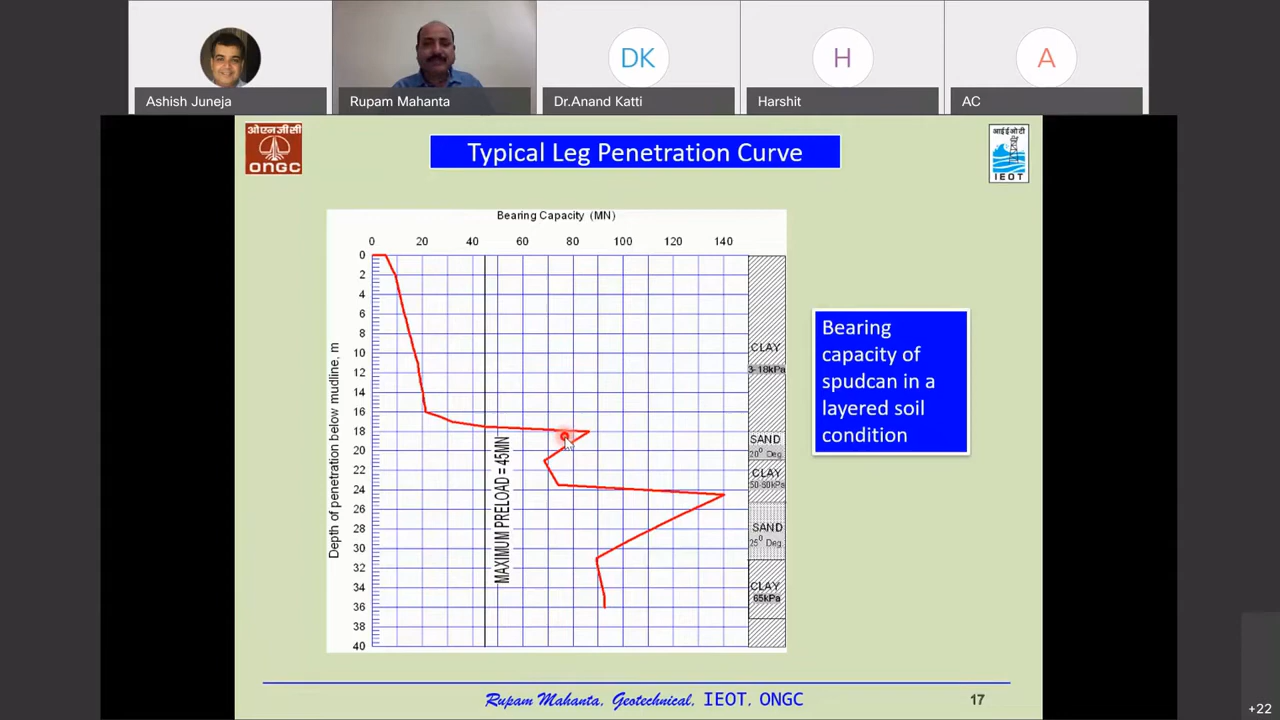 DK
H
A
Ashish Juneja
Rupam Mahanta
Dr.Anand Katti
Harshit
AC
ओएनजीसी
ONGC
Typical Leg Penetration Curve
आईईओटी
IEOT
Bearing Capacity (MN)
0 20 40 60 80 100 120 140
Depth of penetration below mudline, m
0
2
4
6
8
10
12
14
16
18
20
22
24
26
28
30
32
34
36
38
40
MAXIMUM PRELOAD = 45MN
CLAY
3-18kPa
SAND
20⁰ Deg.
CLAY
50-80kPa
SAND
25⁰ Deg.
CLAY
65kPa
Bearing
capacity of
spudcan in a
layered soil
condition
Rupam Mahanta, Geotechnical, IEOT, ONGC
17
+22